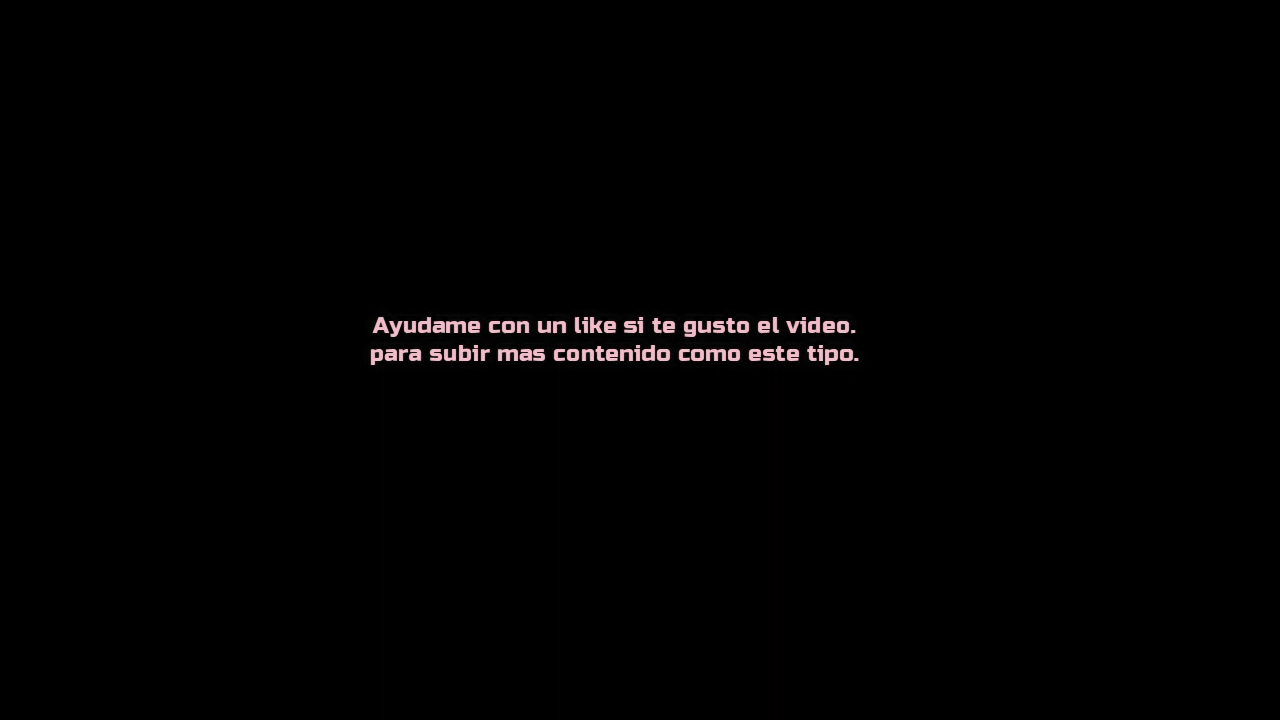 Ayudame con un like si te gusto el video.
para subir mas contenido como este tipo.